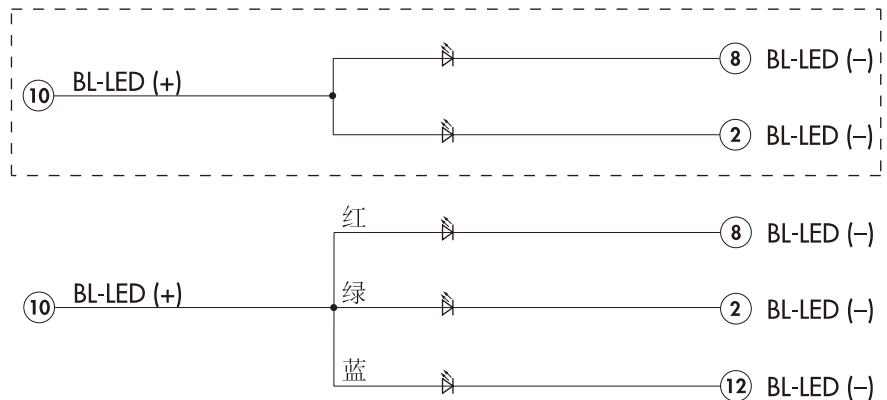 8 BL-LED (−)
10 BL-LED (+)
2 BL-LED (−)
红 8 BL-LED (−)
10 BL-LED (+) 绿 2 BL-LED (−)
蓝 12 BL-LED (−)